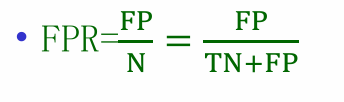 • FPR=FP/N = FP/(TN+FP)